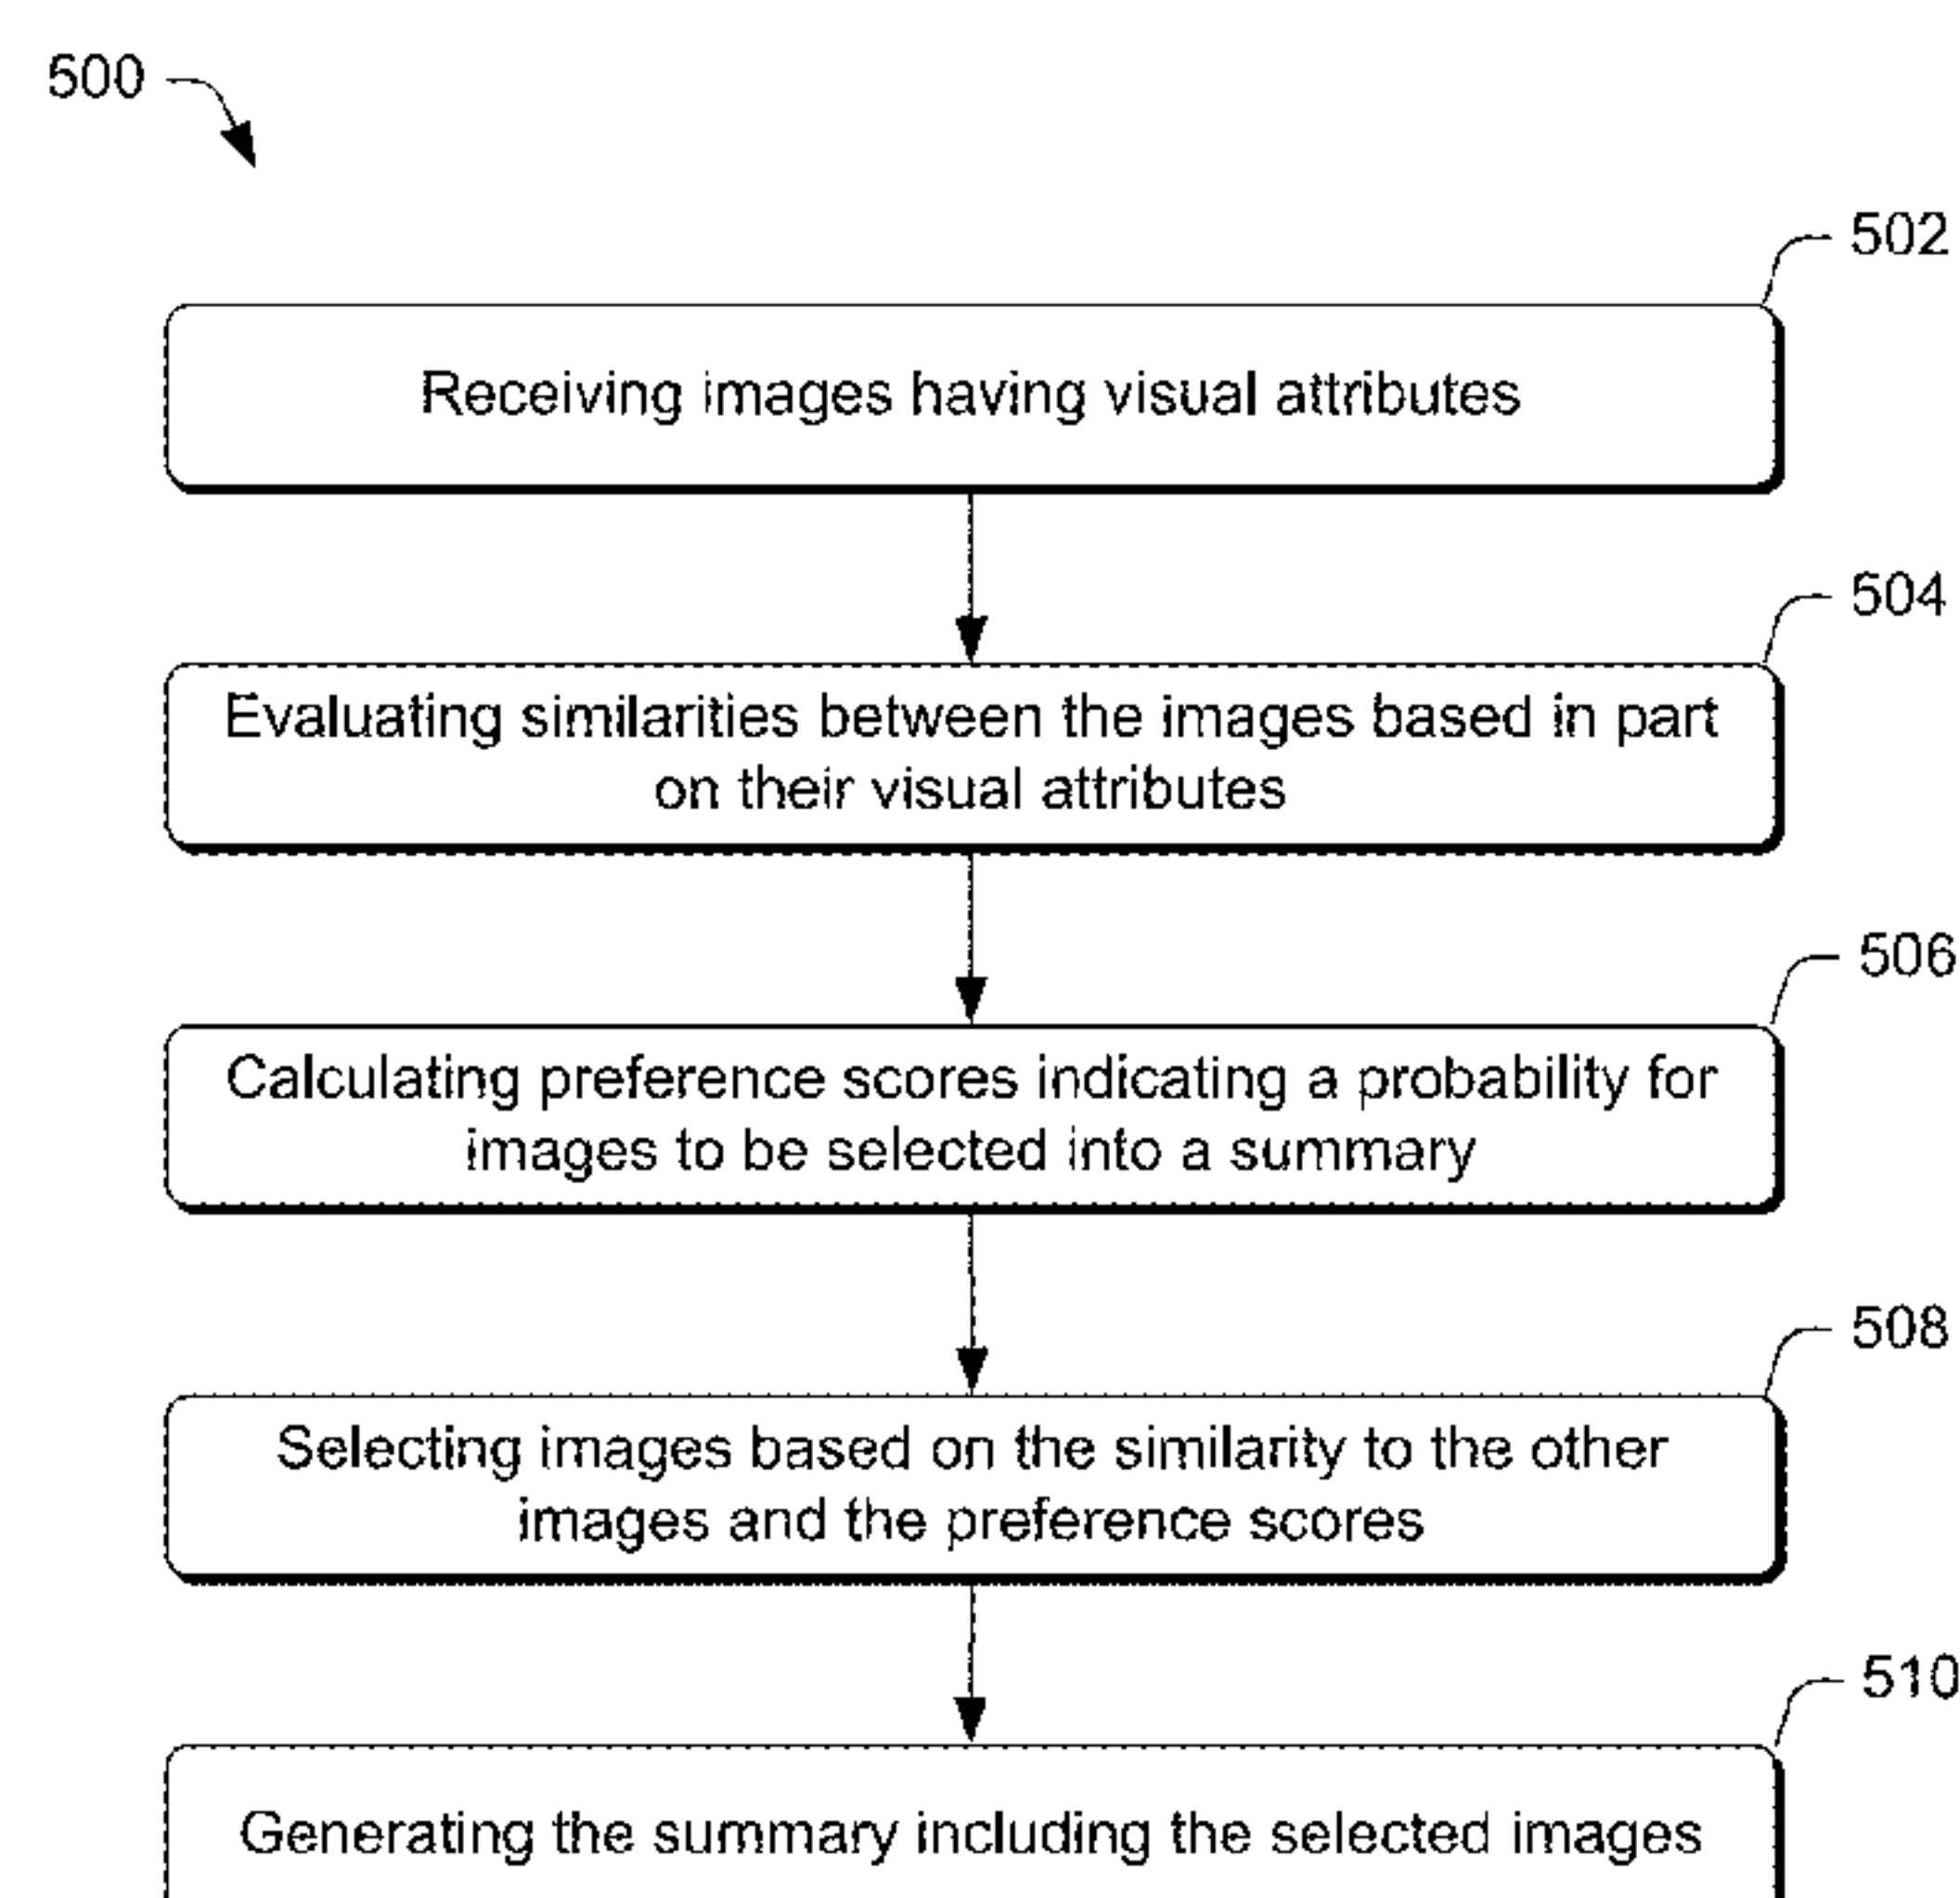 500
502
Receiving images having visual attributes
504
Evaluating similarities between the images based in part
on their visual attributes
506
Calculating preference scores indicating a probability for
images to be selected into a summary
508
Selecting images based on the similarity to the other
images and the preference scores
510
Generating the summary including the selected images